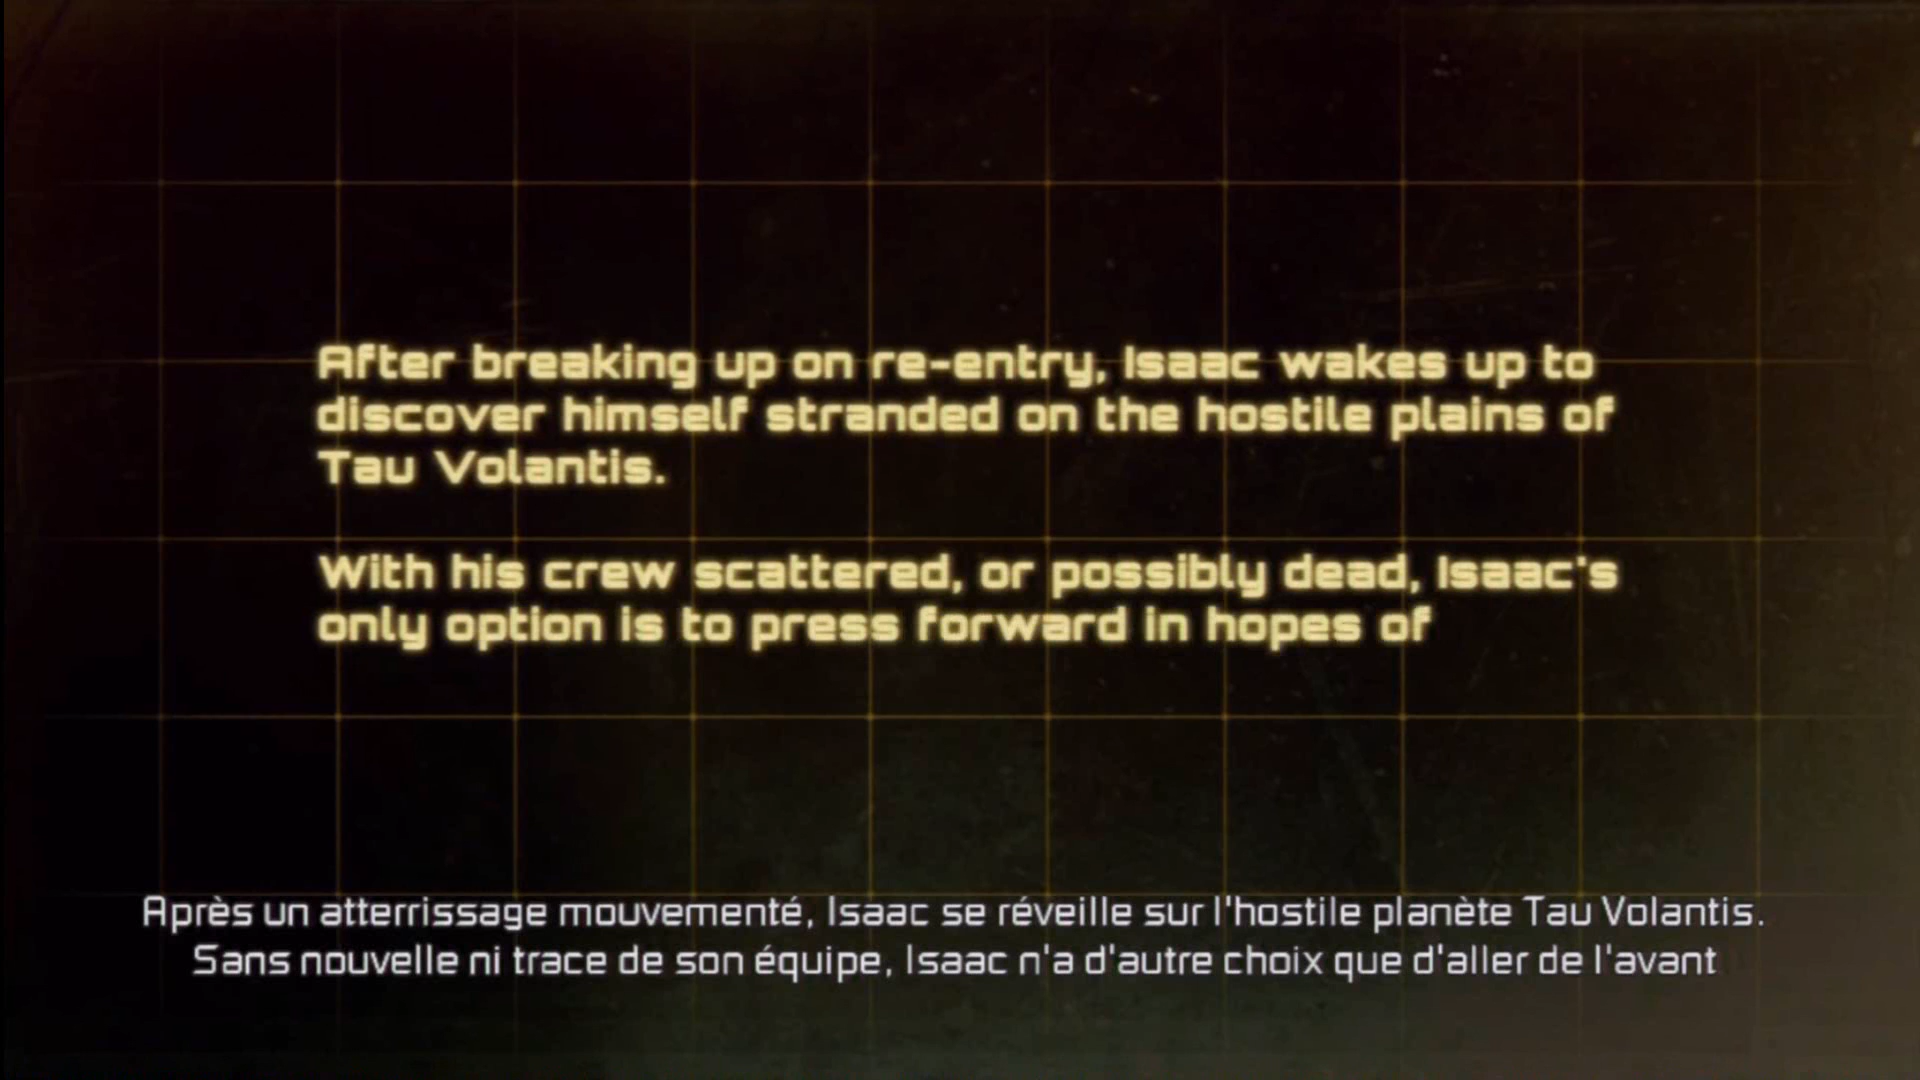 After breaking up on re-entry, Isaac wakes up to
discover himself stranded on the hostile plains of
Tau Volantis.
With his crew scattered, or possibly dead, Isaac's
only option is to press forward in hopes of
Après un atterrissage mouvementé, Isaac se réveille sur l'hostile planète Tau Volantis.
Sans nouvelle ni trace de son équipe, Isaac n'a d'autre choix que d'aller de l'avant